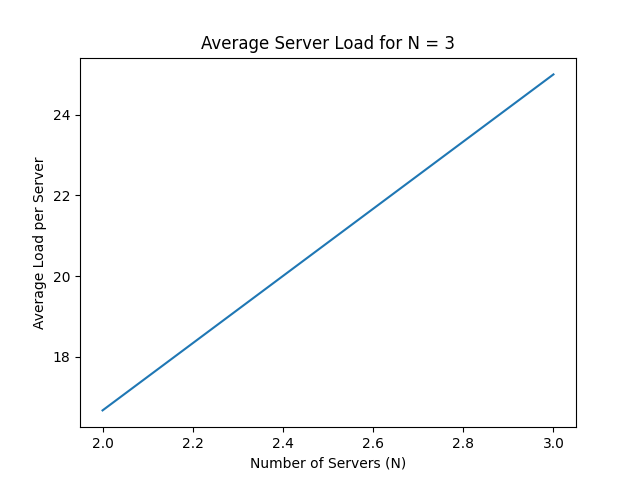 Average Server Load for N = 3
Average Load per Server
24
22
20
18
2.0 2.2 2.4 2.6 2.8 3.0
Number of Servers (N)